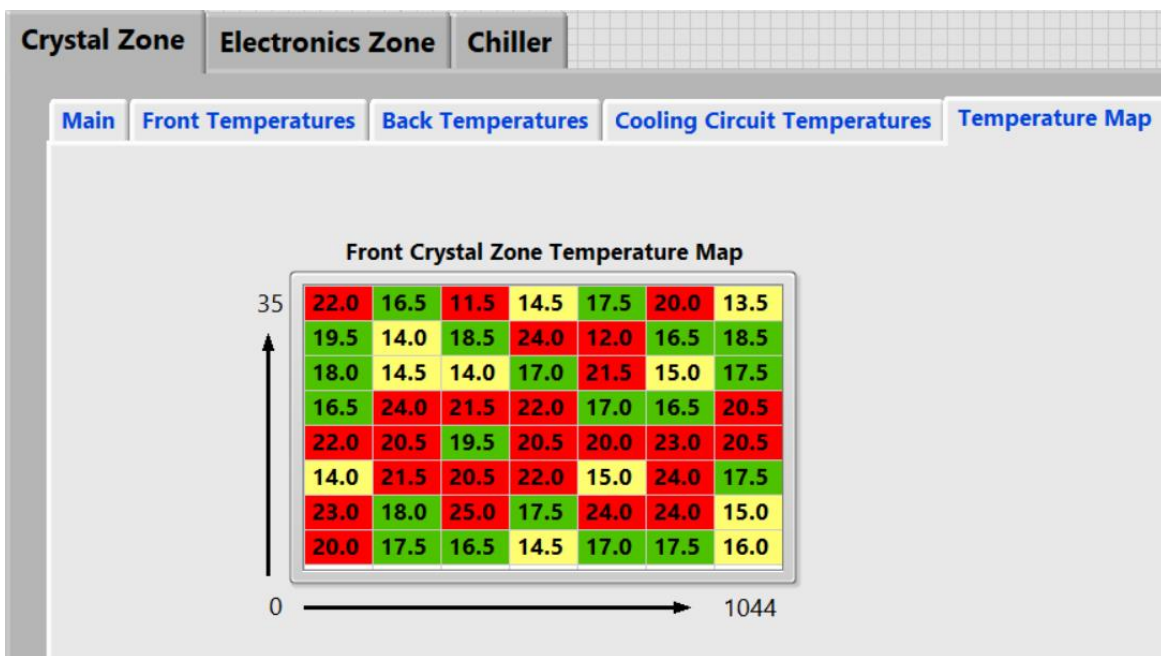 Crystal Zone Electronics Zone Chiller
Main Front Temperatures Back Temperatures Cooling Circuit Temperatures Temperature Map
Front Crystal Zone Temperature Map
35 22.0 16.5 11.5 14.5 17.5 20.0 13.5
19.5 14.0 18.5 24.0 12.0 16.5 18.5
18.0 14.5 14.0 17.0 21.5 15.0 17.5
16.5 24.0 21.5 22.0 17.0 16.5 20.5
22.0 20.5 19.5 20.5 20.0 23.0 20.5
14.0 21.5 20.5 22.0 15.0 24.0 17.5
23.0 18.0 25.0 17.5 24.0 24.0 15.0
20.0 17.5 16.5 14.5 17.0 17.5 16.0
0 1044